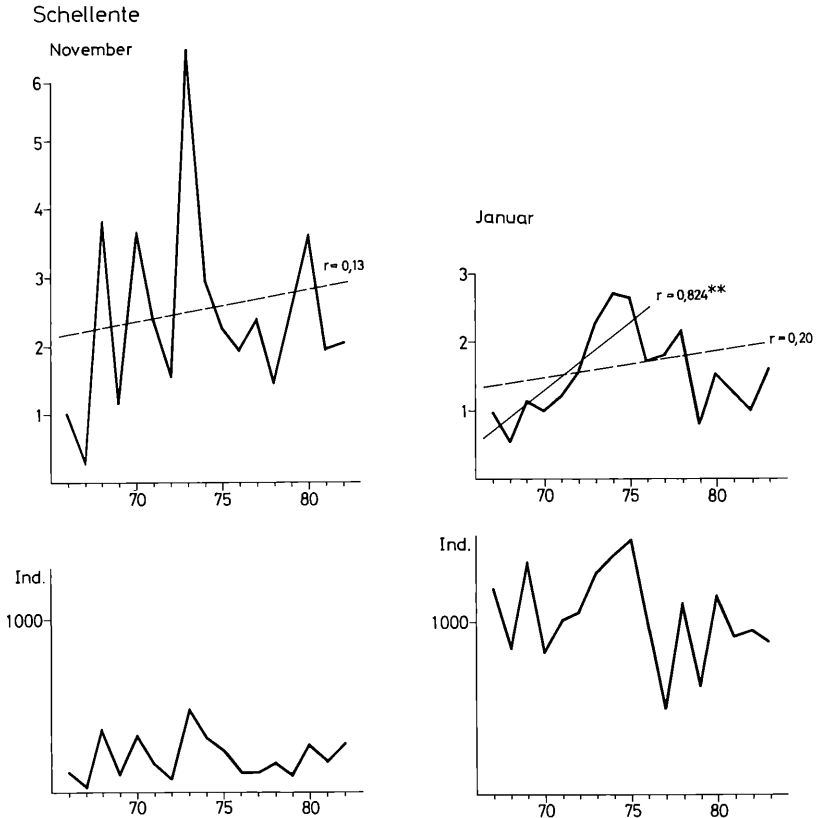 Schellente
November
6
5
4
3
2
1
r = 0,13
70 75 80
Januar
3
2
1
r = 0,824**
r = 0,20
70 75 80
Ind.
1000
70 75 80
Ind.
1000
70 75 80